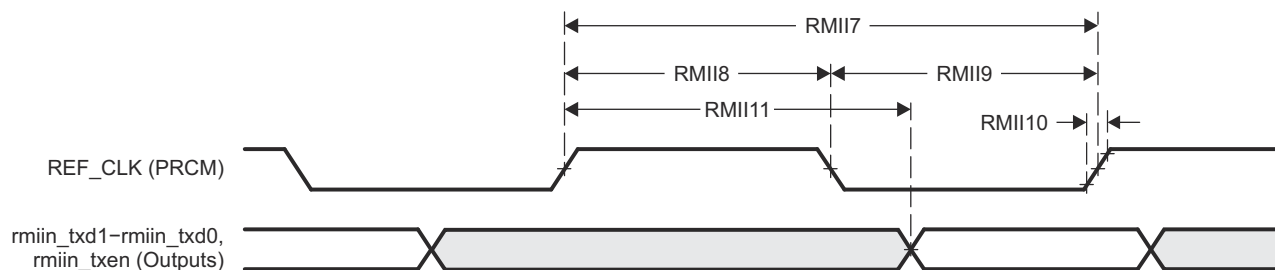 RMII7
RMII8
RMII9
RMII11
RMII10
REF_CLK (PRCM)
rmiin_txd1−rmiin_txd0,
rmiin_txen (Outputs)